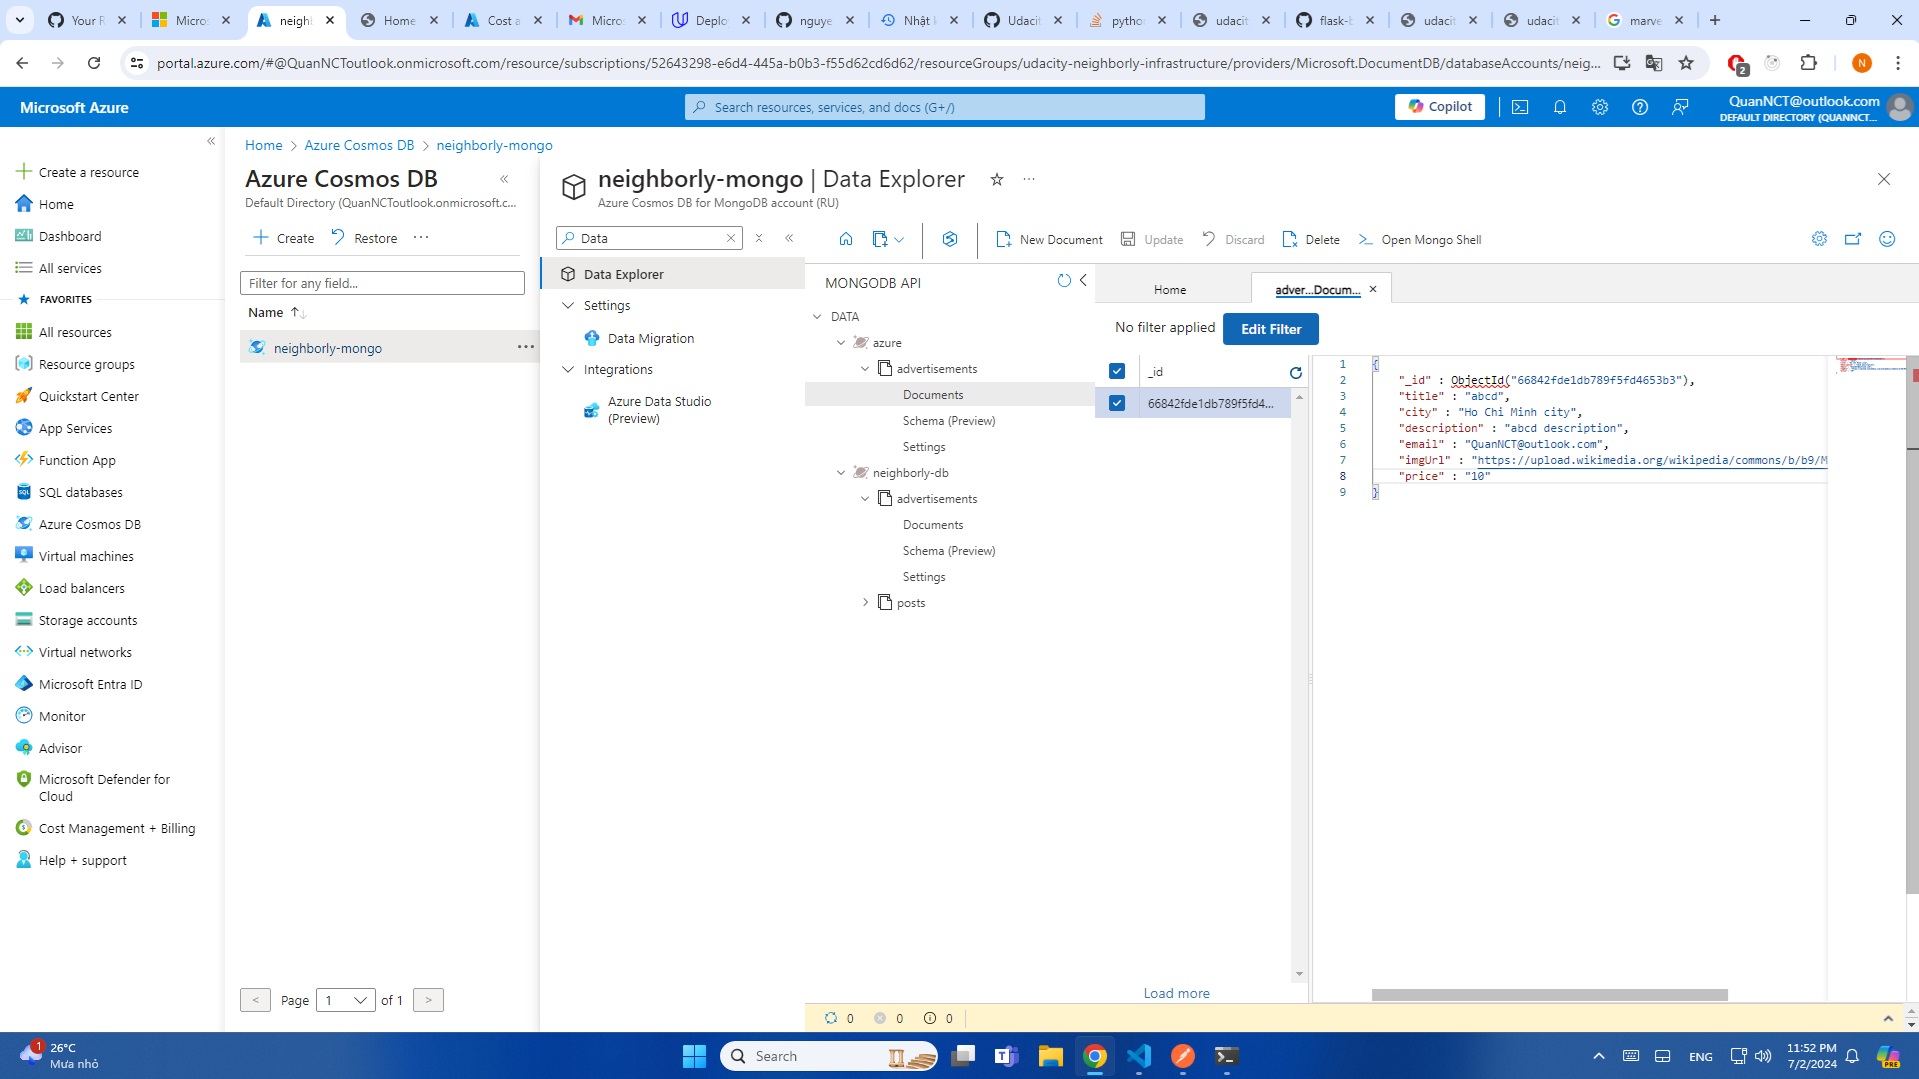 Your R
Micros
neighb
Home
Cost a
Micros
Deploy
nguye
Nhật k
Udacit
pytho
udacit
flask-b
udacit
udacit
marve
portal.azure.com/#@QuanNCToutlook.onmicrosoft.com/resource/subscriptions/52643298-e6d4-445a-b0b3-f55d62cd6d62/resourceGroups/udacity-neighborly-infrastructure/providers/Microsoft.DocumentDB/databaseAccounts/neig...
2
N
Microsoft Azure
Search resources, services, and docs (G+/)
Copilot
QuanNCT@outlook.com
DEFAULT DIRECTORY (QUANNCT...
Create a resource
Home
Dashboard
All services
FAVORITES
All resources
Resource groups
Quickstart Center
App Services
Function App
SQL databases
Azure Cosmos DB
Virtual machines
Load balancers
Storage accounts
Virtual networks
Microsoft Entra ID
Monitor
Advisor
Microsoft Defender for
Cloud
Cost Management + Billing
Help + support
Home > Azure Cosmos DB > neighborly-mongo
Azure Cosmos DB
Default Directory (QuanNCToutlook.onmicrosoft.c...
Create
Restore
...
Filter for any field...
Name
neighborly-mongo
...
< Page 1 of 1 >
neighborly-mongo | Data Explorer
Azure Cosmos DB for MongoDB account (RU)
Data
Data Explorer
Settings
Data Migration
Integrations
Azure Data Studio
(Preview)
New Document
Update
Discard
Delete
Open Mongo Shell
MONGODB API
DATA
azure
advertisements
Documents
Schema (Preview)
Settings
neighborly-db
advertisements
Documents
Schema (Preview)
Settings
posts
Home
adver...Docum...
No filter applied
Edit Filter
_id
66842fde1db789f5fd4...
Load more
1 {
2 "_id" : ObjectId("66842fde1db789f5fd4653b3"),
3 "title" : "abcd",
4 "city" : "Ho Chi Minh city",
5 "description" : "abcd description",
6 "email" : "QuanNCT@outlook.com",
7 "imgUrl" : "https://upload.wikimedia.org/wikipedia/commons/b/b9/M
8 "price" : "10"
9 }
0 0 0
1
26°C
Mưa nhỏ
Search
ENG
11:52 PM
7/2/2024
PRE